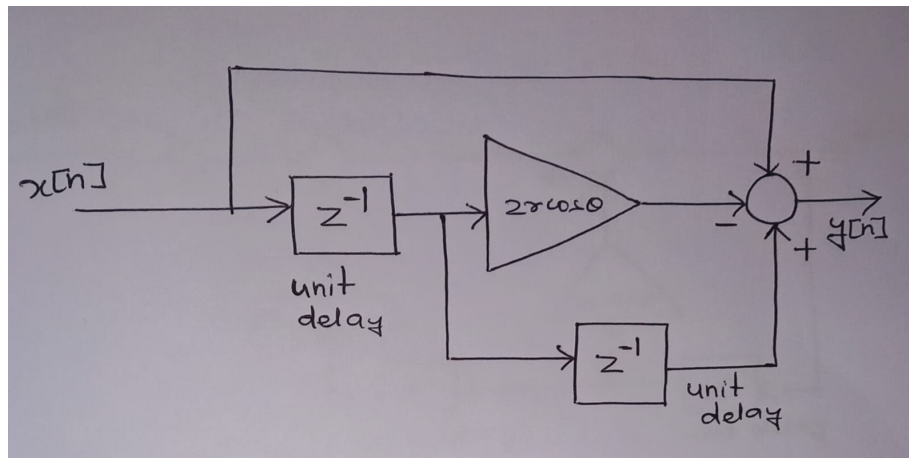 x[n]
z⁻¹
unit
delay
2rcosθ
+
-
+
y[n]
z⁻¹
unit
delay